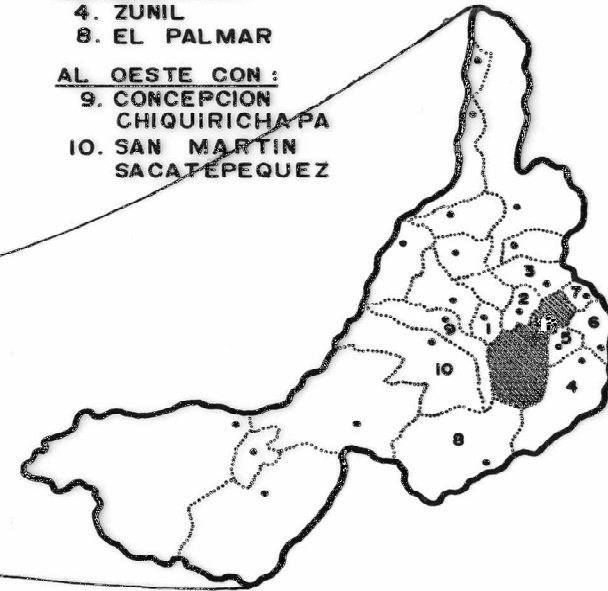 4. ZUNIL
8. EL PALMAR
AL OESTE CON :
9. CONCEPCION
CHIQUIRICHAPA
10. SAN MARTIN
SACATEPEQUEZ
3
7
2
6
9
1
5
10
4
8